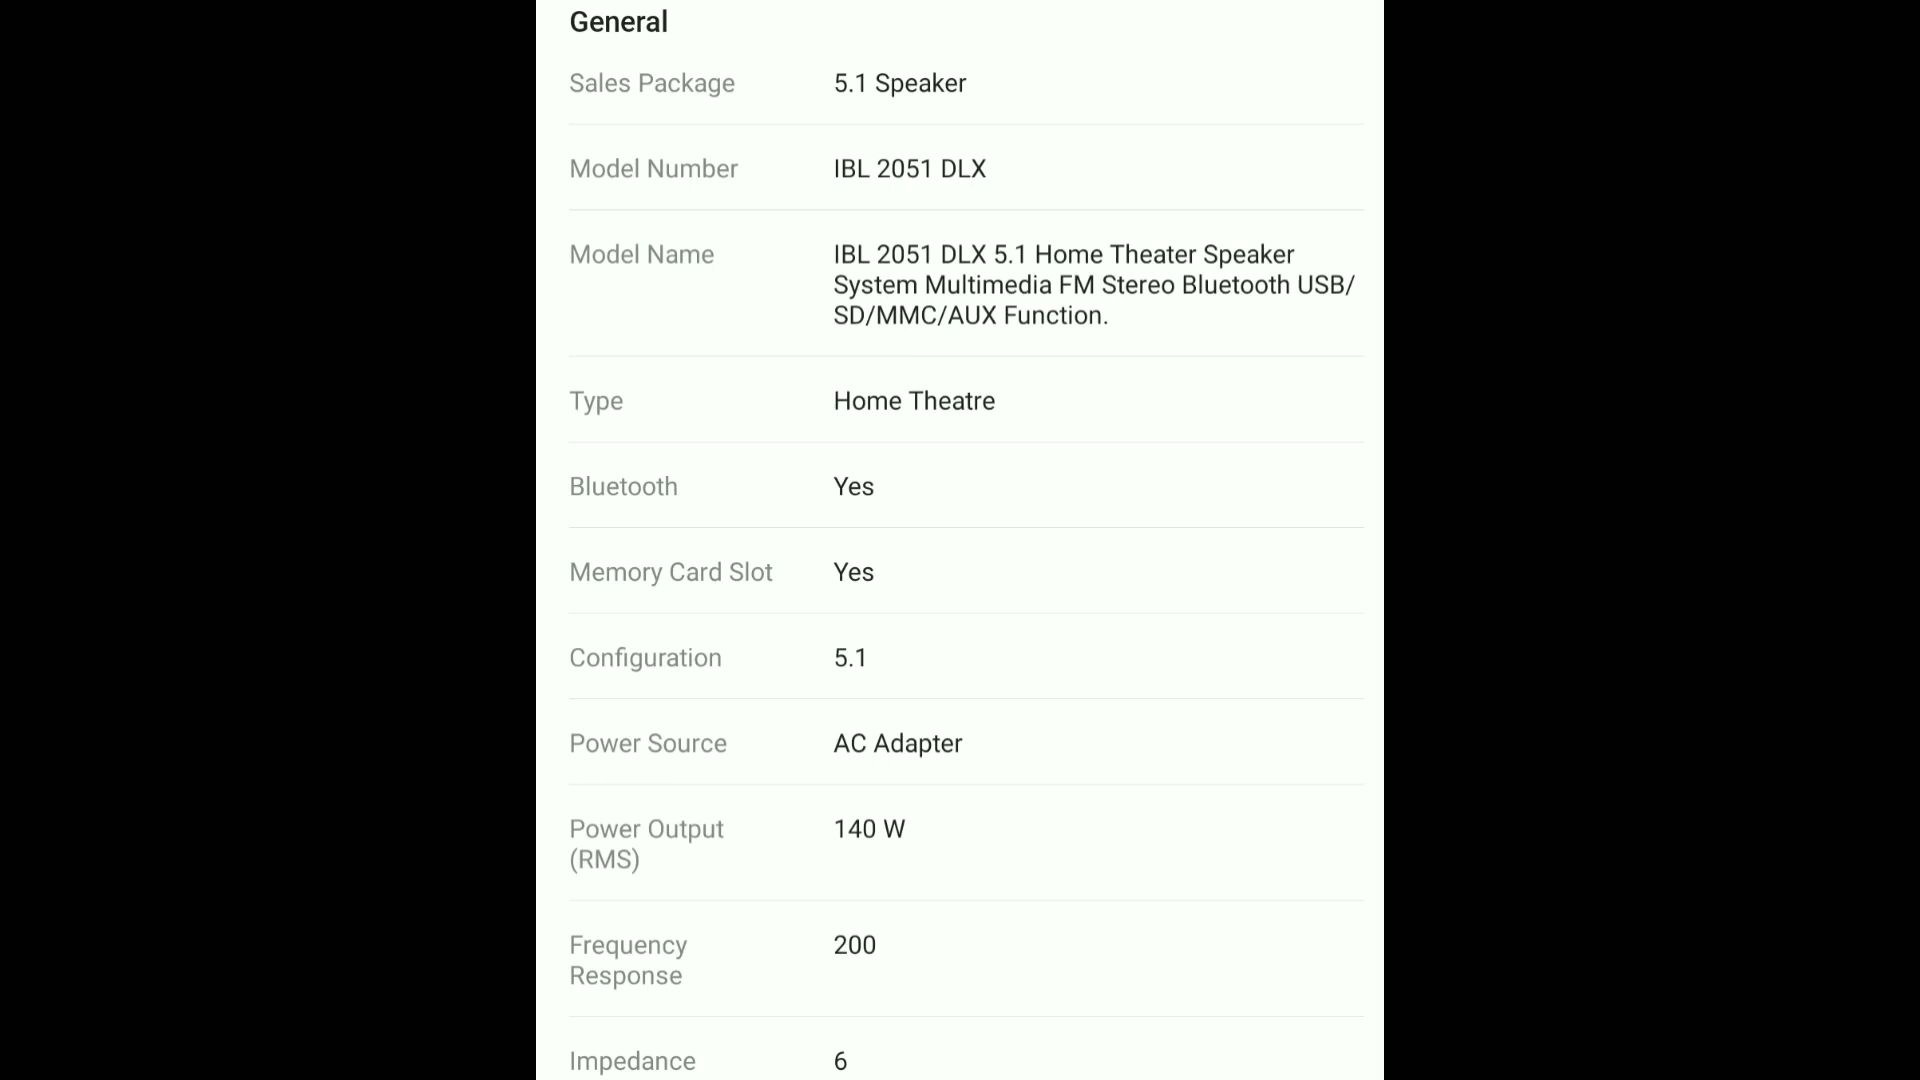 General
Sales Package 5.1 Speaker
Model Number IBL 2051 DLX
Model Name IBL 2051 DLX 5.1 Home Theater Speaker
System Multimedia FM Stereo Bluetooth USB/
SD/MMC/AUX Function.
Type Home Theatre
Bluetooth Yes
Memory Card Slot Yes
Configuration 5.1
Power Source AC Adapter
Power Output 140 W
(RMS)
Frequency 200
Response
Impedance 6